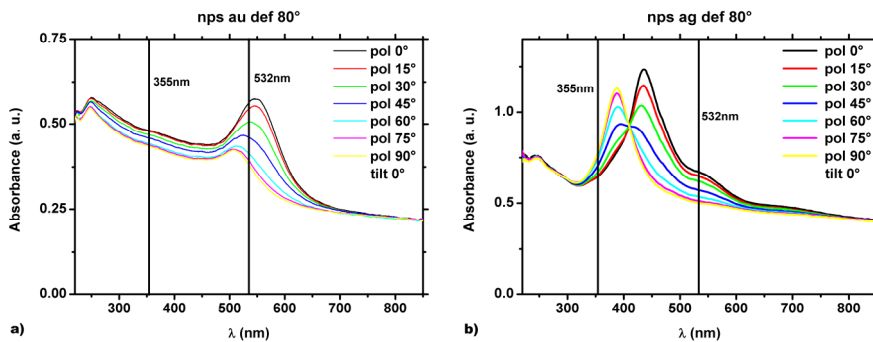 nps au def 80°
0.75
0.50
0.25
0.00
Absorbance (a. u.)
355nm
532nm
pol 0°
pol 15°
pol 30°
pol 45°
pol 60°
pol 75°
pol 90°
tilt 0°
300 400 500 600 700 800
λ (nm)
a)
nps ag def 80°
1.0
0.5
0.0
Absorbance (a. u.)
355nm
532nm
pol 0°
pol 15°
pol 30°
pol 45°
pol 60°
pol 75°
pol 90°
tilt 0°
300 400 500 600 700 800
λ (nm)
b)